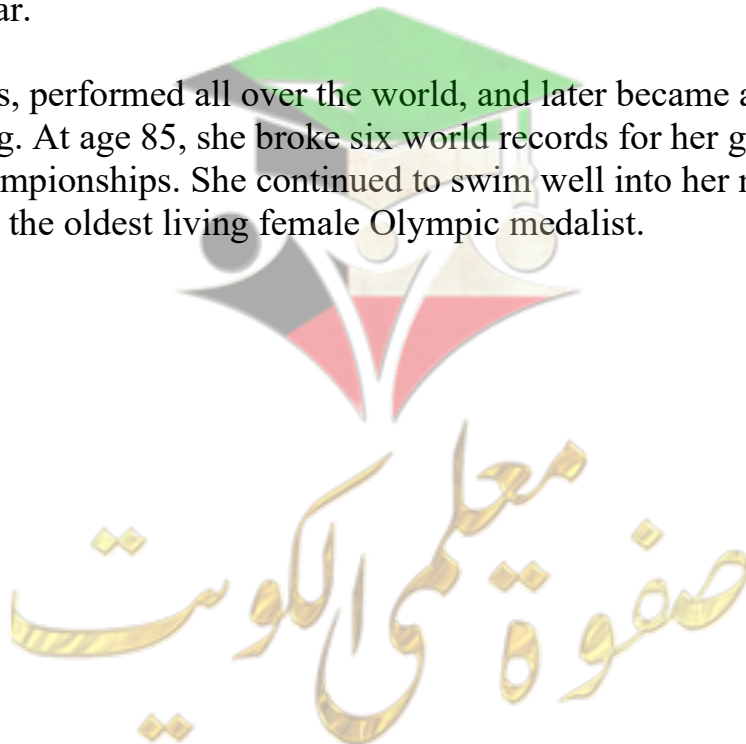 ar.
s, performed all over the world, and later became a
g. At age 85, she broke six world records for her g
mpionships. She continued to swim well into her
the oldest living female Olympic medalist.
صفوة معلمى الكويت